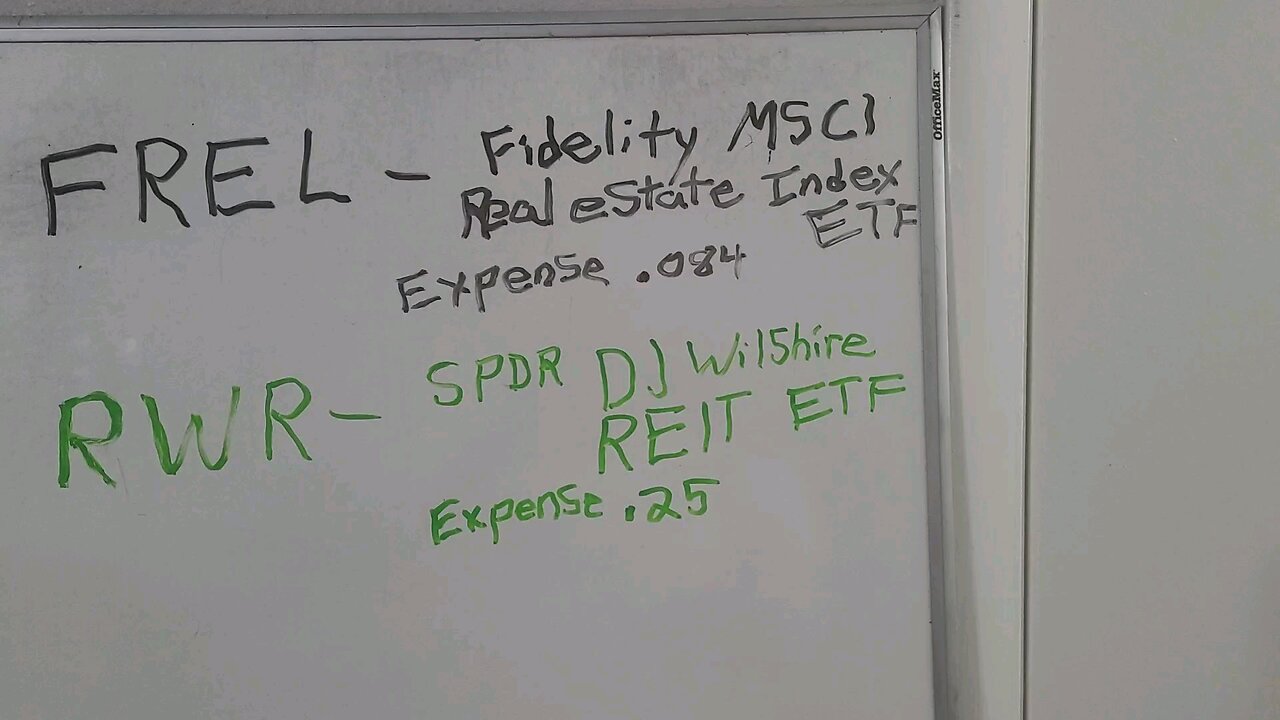 FREL - Fidelity MSCI
Real eState Index
ETF
Expense .084
RWR - SPDR DJ Wilshire
REIT ETF
Expense .25
OfficeMax